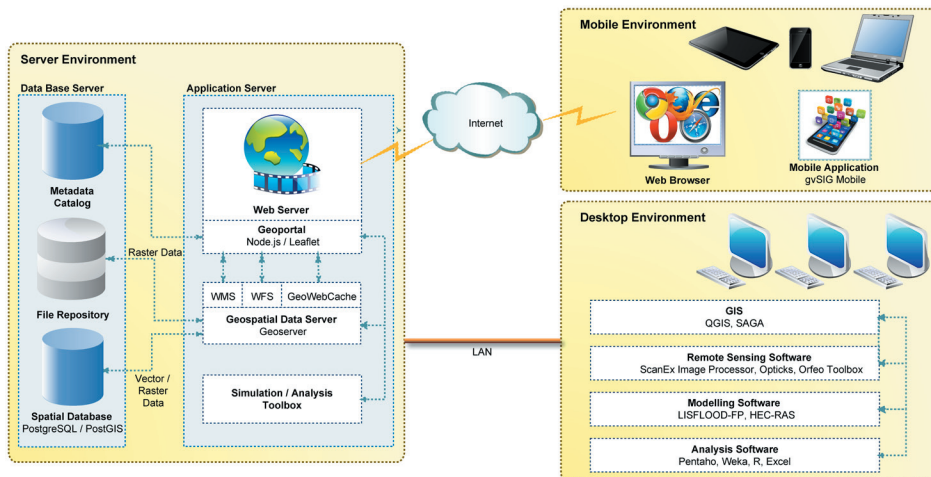 Server Environment
Data Base Server
Metadata
Catalog
File Repository
Spatial Database
PostgreSQL / PostGIS
Raster Data
Vector /
Raster
Data
Application Server
Web Server
Geoportal
Node.js / Leaflet
WMS
WFS
GeoWebCache
Geospatial Data Server
Geoserver
Simulation / Analysis
Toolbox
Internet
LAN
Mobile Environment
Web Browser
Mobile Application
gvSIG Mobile
Desktop Environment
GIS
QGIS, SAGA
Remote Sensing Software
ScanEx Image Processor, Opticks, Orfeo Toolbox
Modelling Software
LISFLOOD-FP, HEC-RAS
Analysis Software
Pentaho, Weka, R, Excel